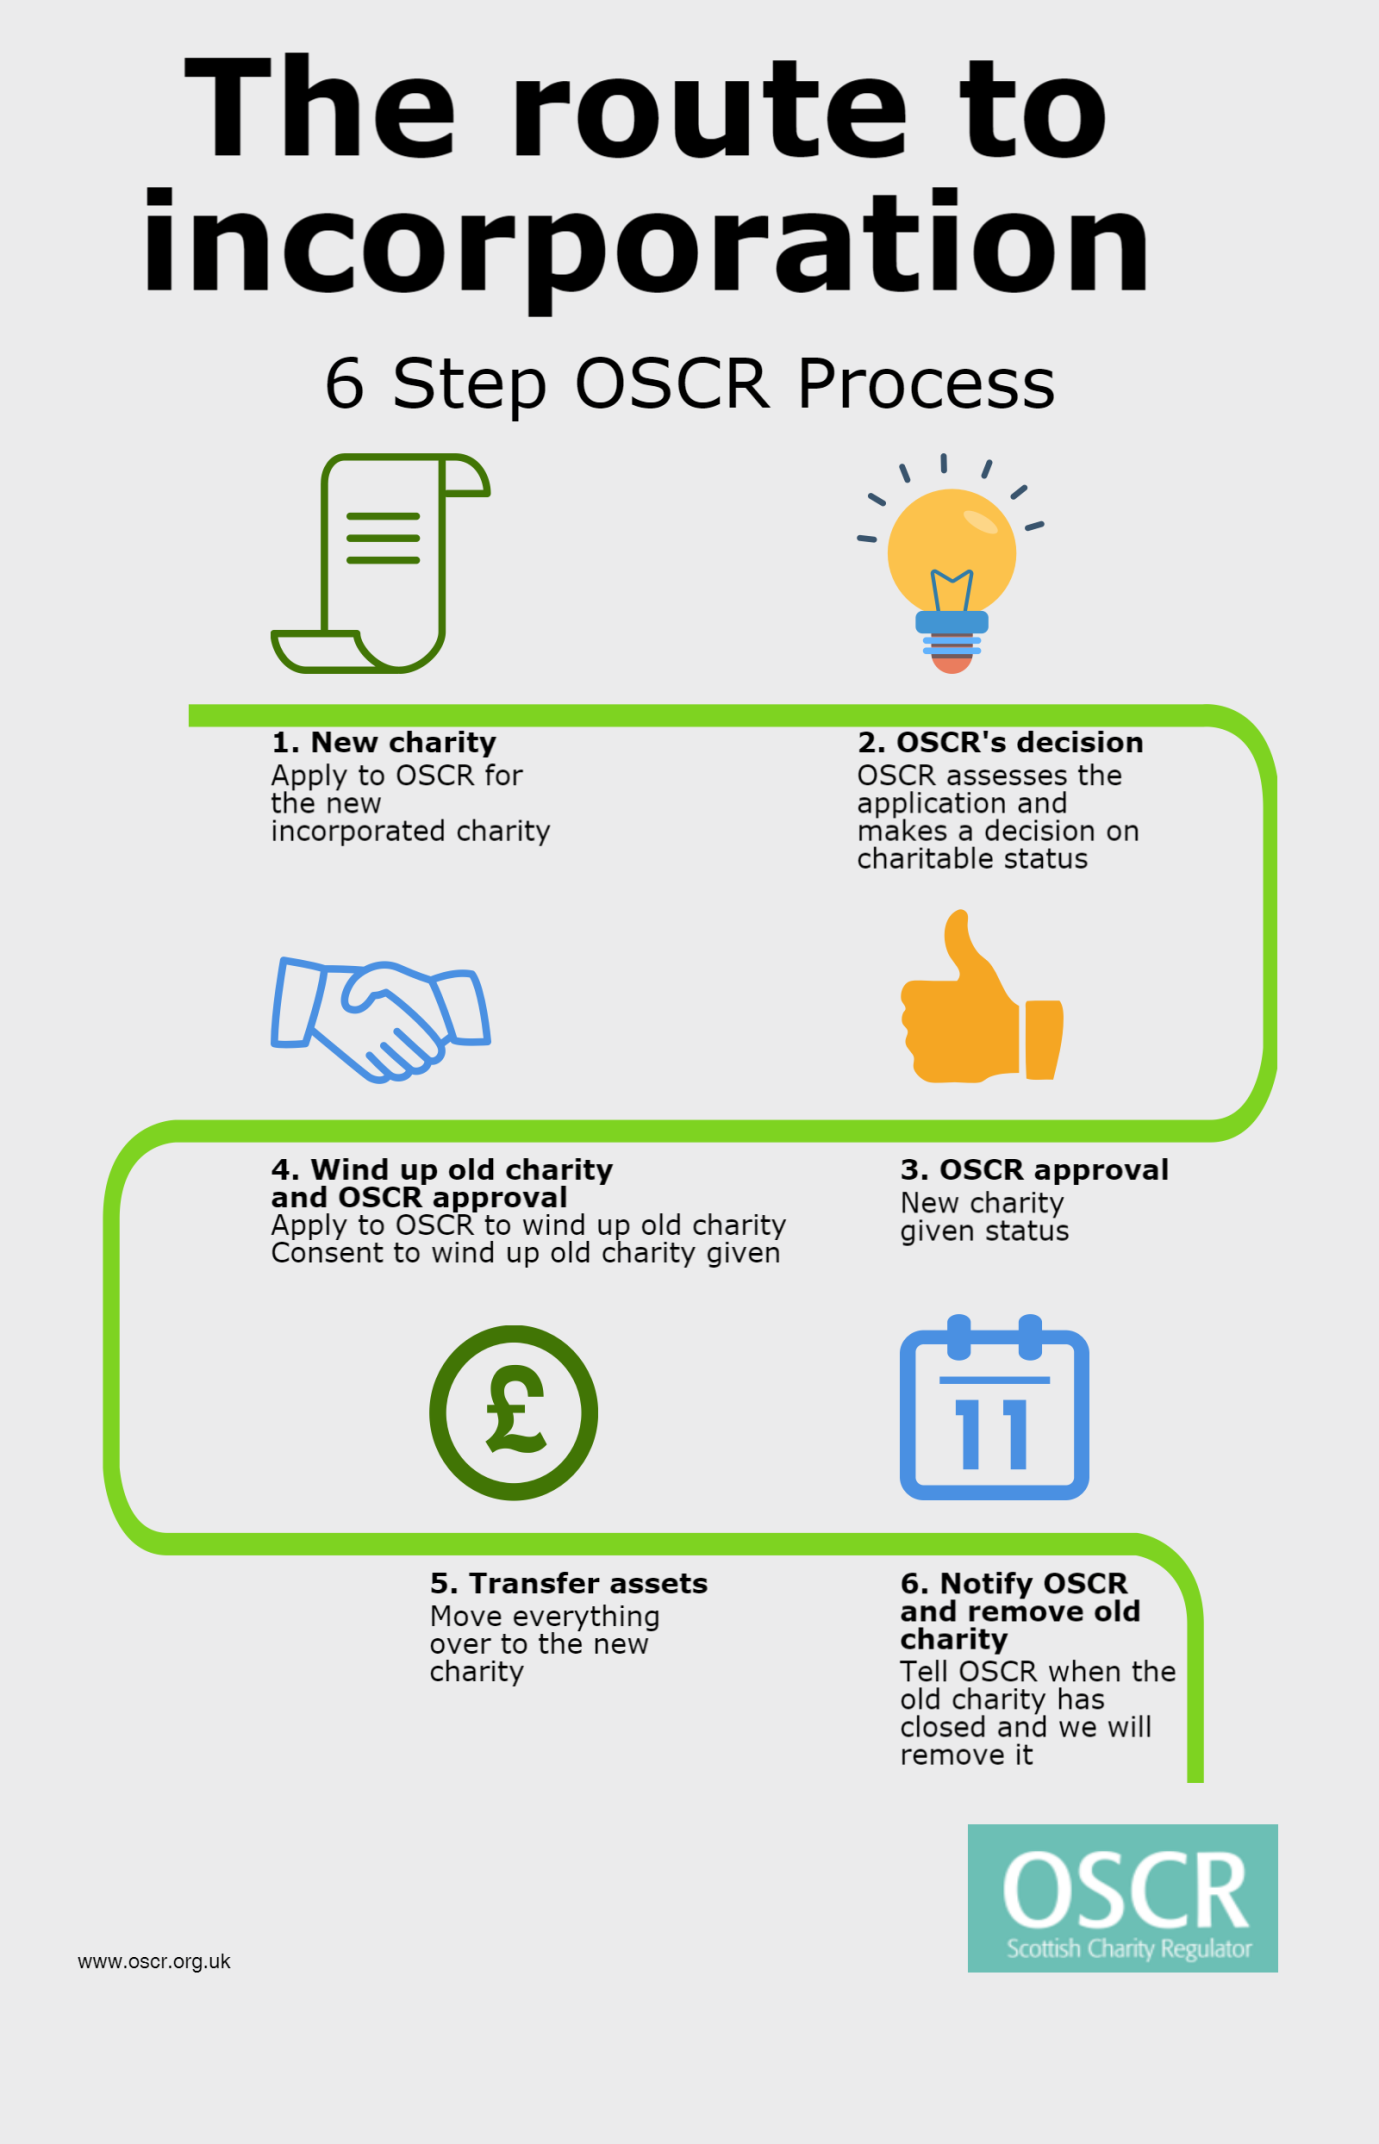 The route to
incorporation
6 Step OSCR Process
1. New charity
Apply to OSCR for
the new
incorporated charity
2. OSCR's decision
OSCR assesses the
application and
makes a decision on
charitable status
3. OSCR approval
New charity
given status
4. Wind up old charity
and OSCR approval
Apply to OSCR to wind up old charity
Consent to wind up old charity given
£
11
5. Transfer assets
Move everything
over to the new
charity
6. Notify OSCR
and remove old
charity
Tell OSCR when the
old charity has
closed and we will
remove it
OSCR
Scottish Charity Regulator
www.oscr.org.uk